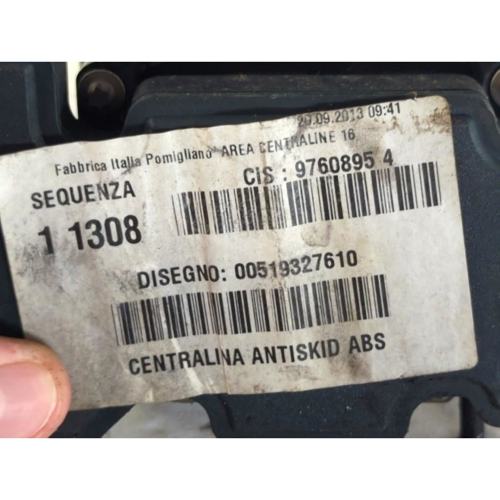 20.09.2013 09:41
Fabbrica Italia Pomigliano* AREA CENTRALINE 16
SEQUENZA
CIS : 9760895 4
1 1308
DISEGNO: 00519327610
CENTRALINA ANTISKID ABS